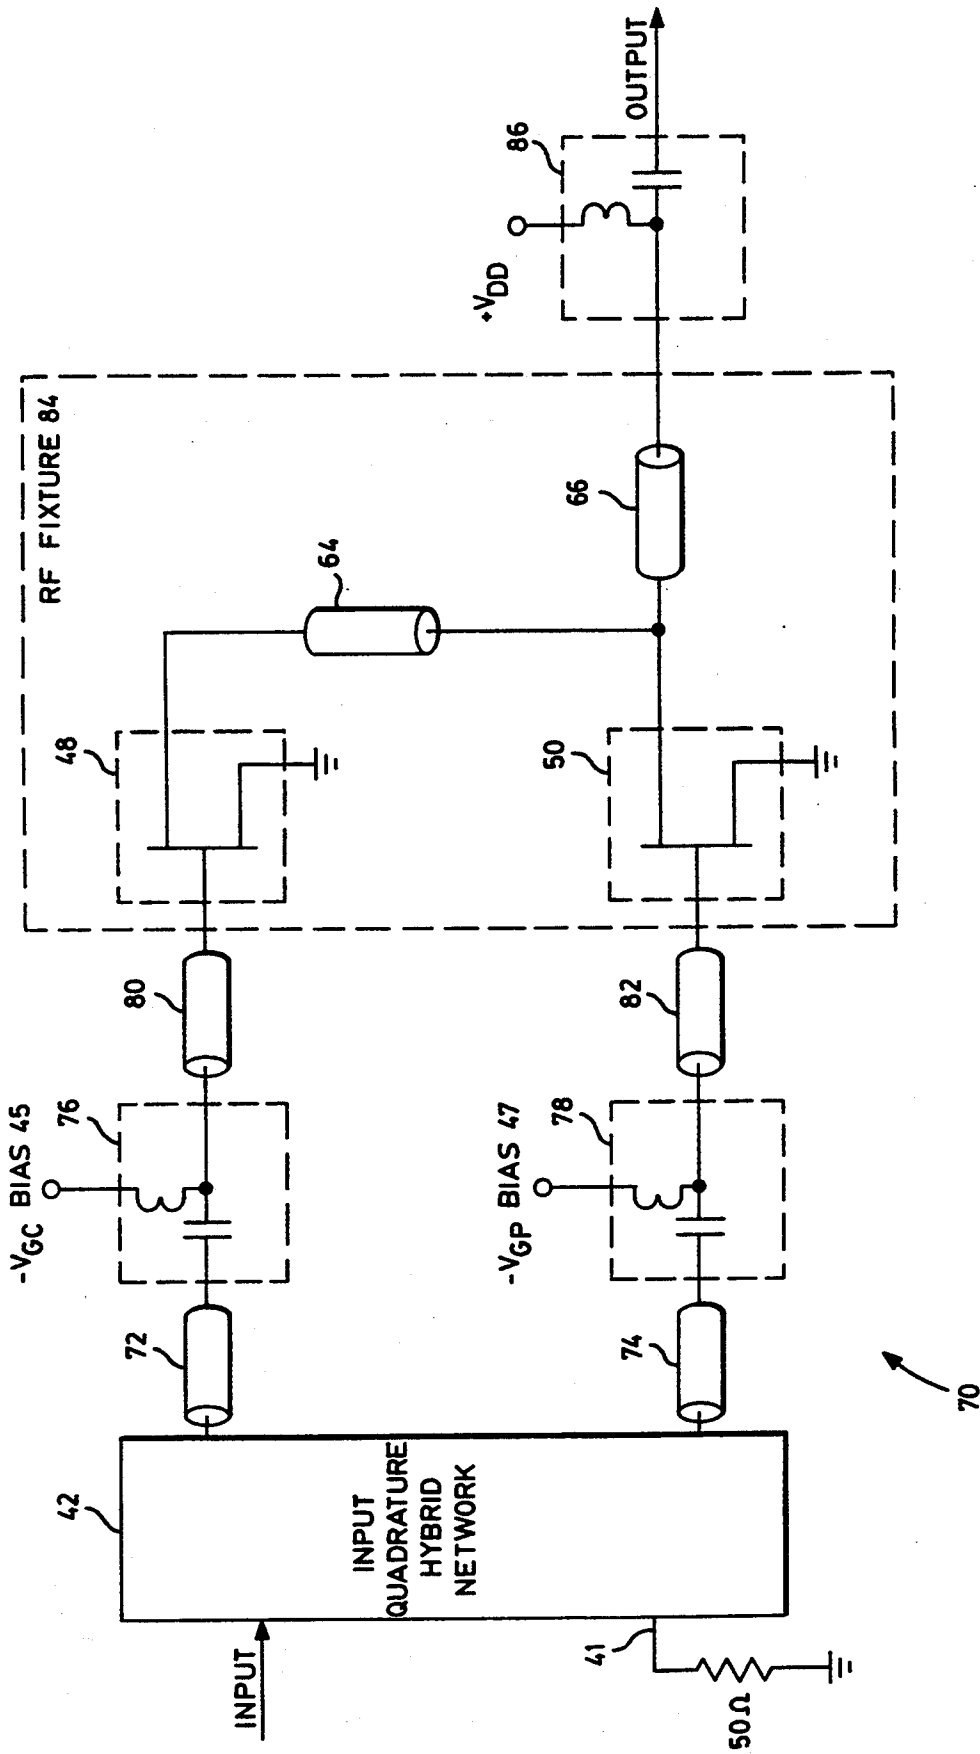 RF FIXTURE 84
-VGC BIAS 45
76
80
48
64
42
72
INPUT
INPUT
QUADRATURE
HYBRID
NETWORK
41
50Ω
-VGP BIAS 47
74
78
82
50
66
+VDD
86
OUTPUT
70